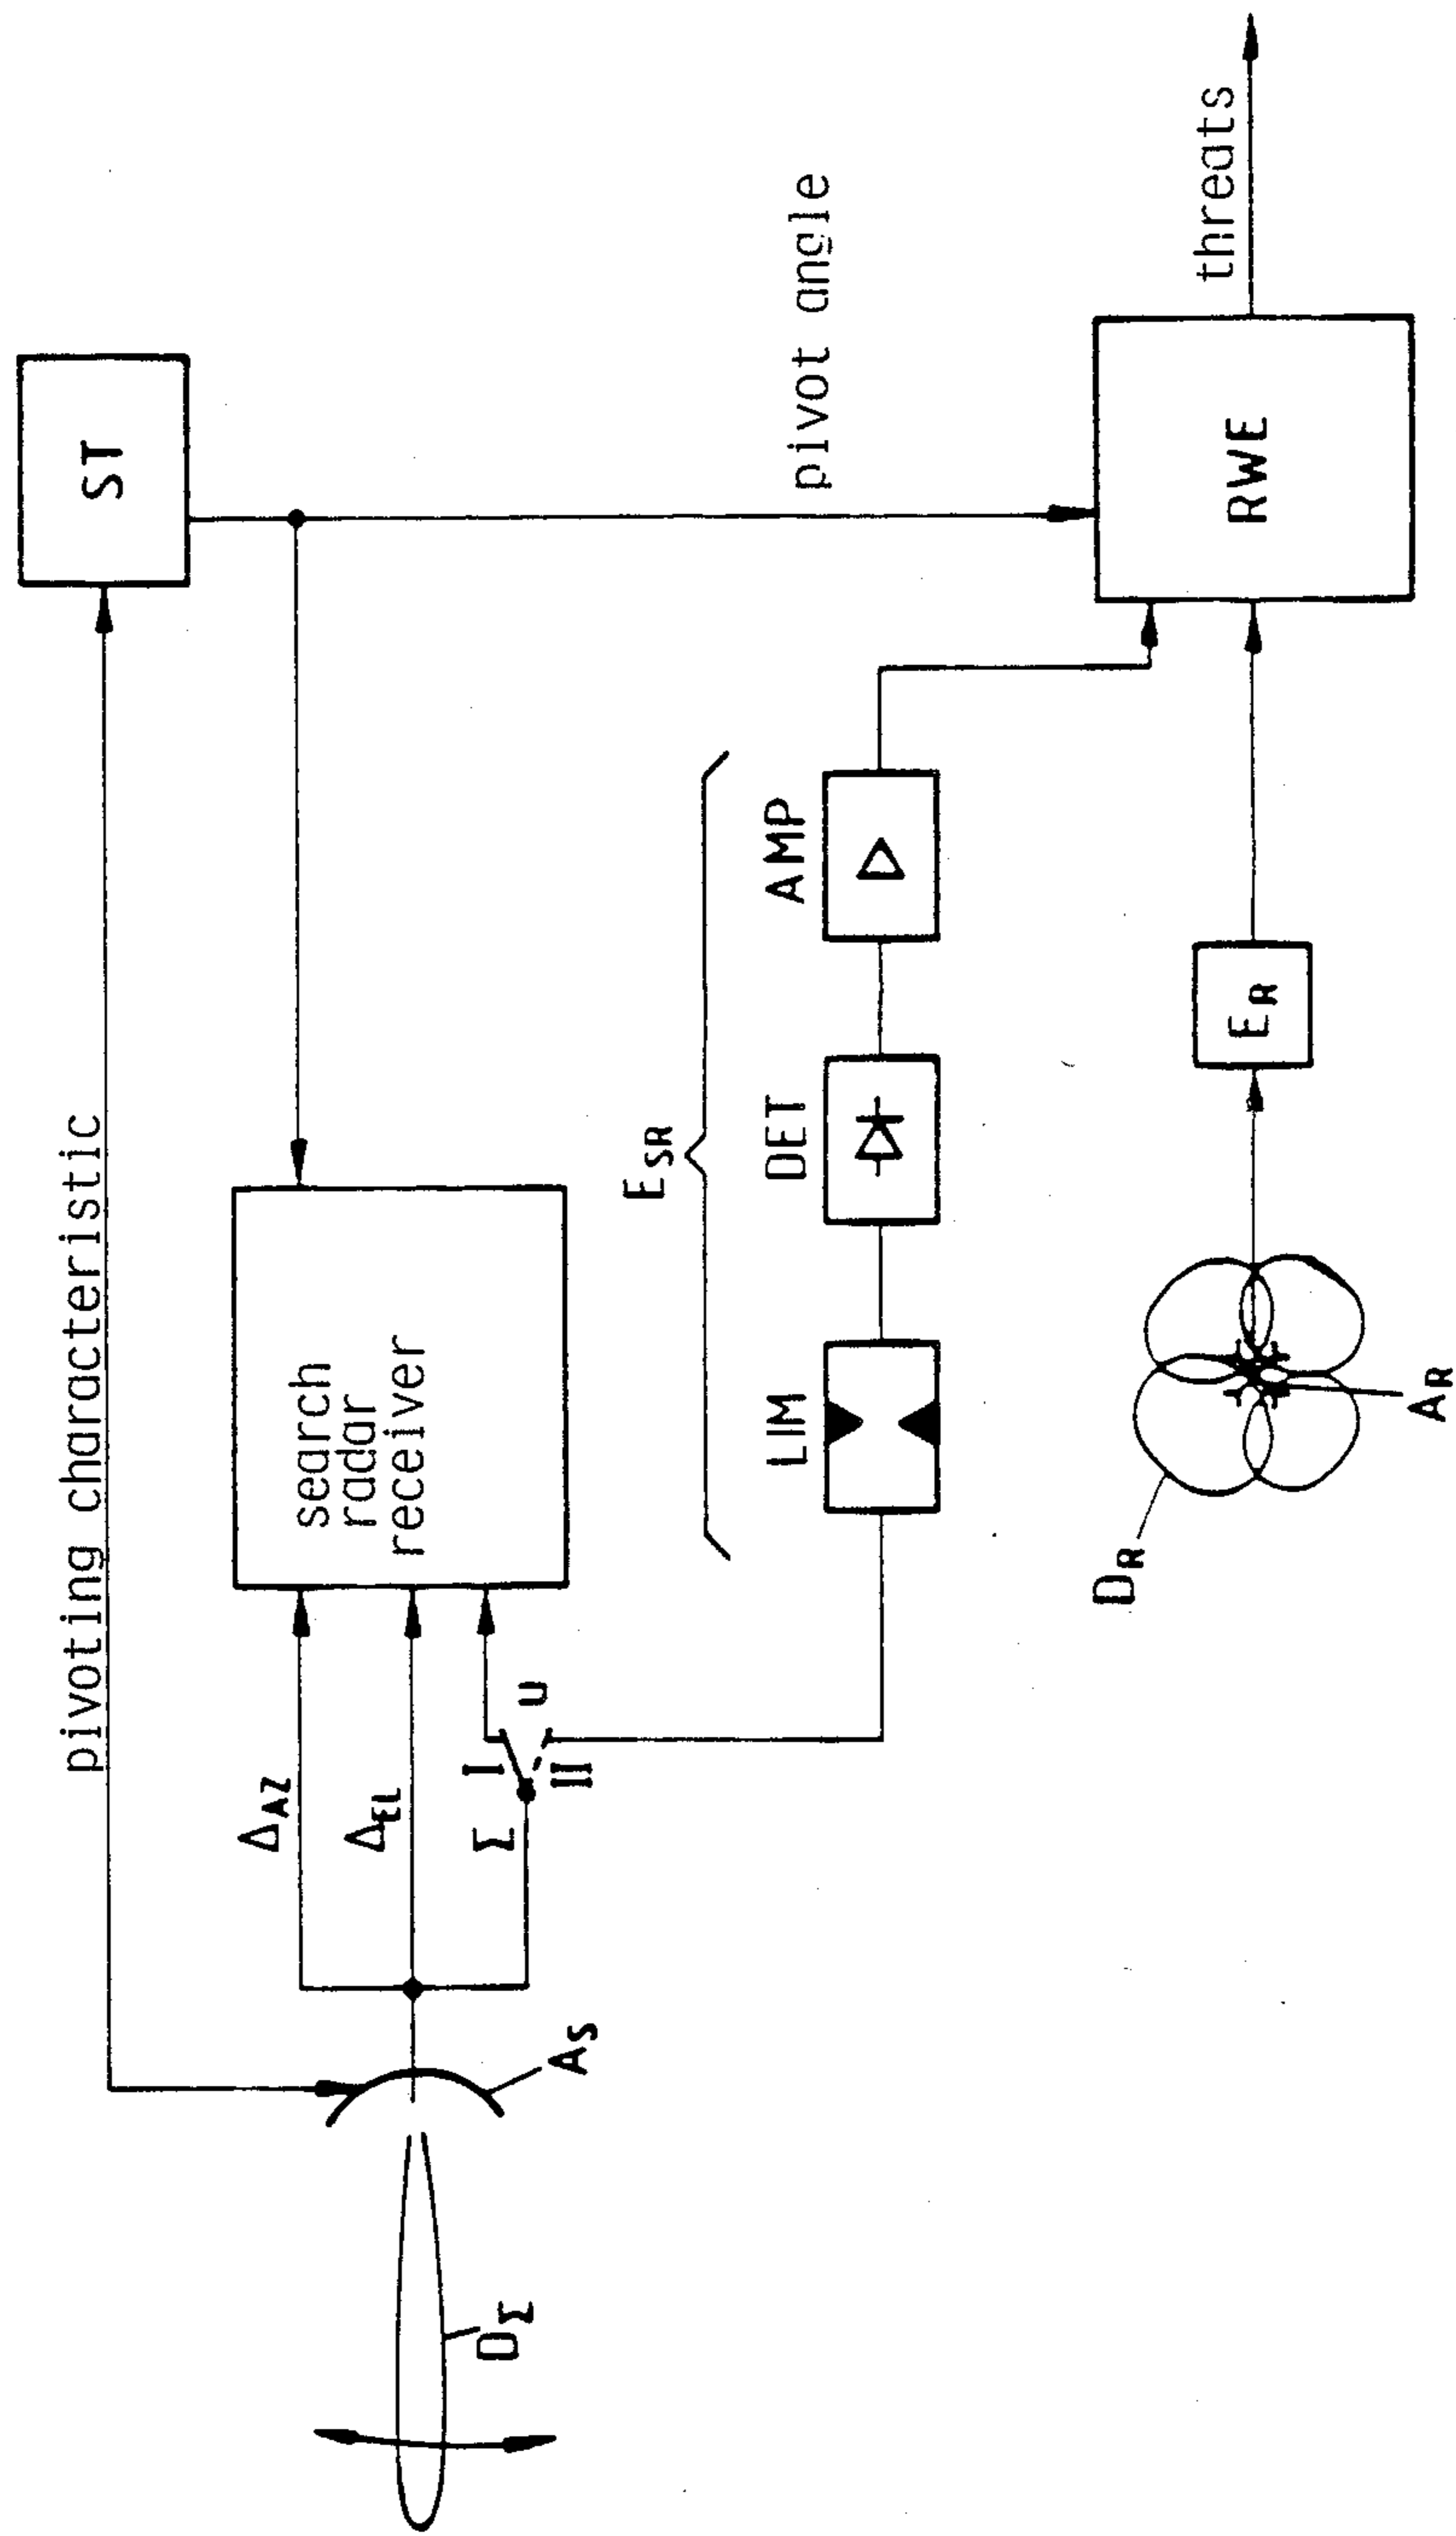 pivoting characteristic
ST
search
radar
receiver
Δ_AZ
Δ_EL
Σ
I
II
U
A_S
D_Σ
pivot angle
E_SR
LIM
DET
AMP
RWE
threats
E_R
D_R
A_R